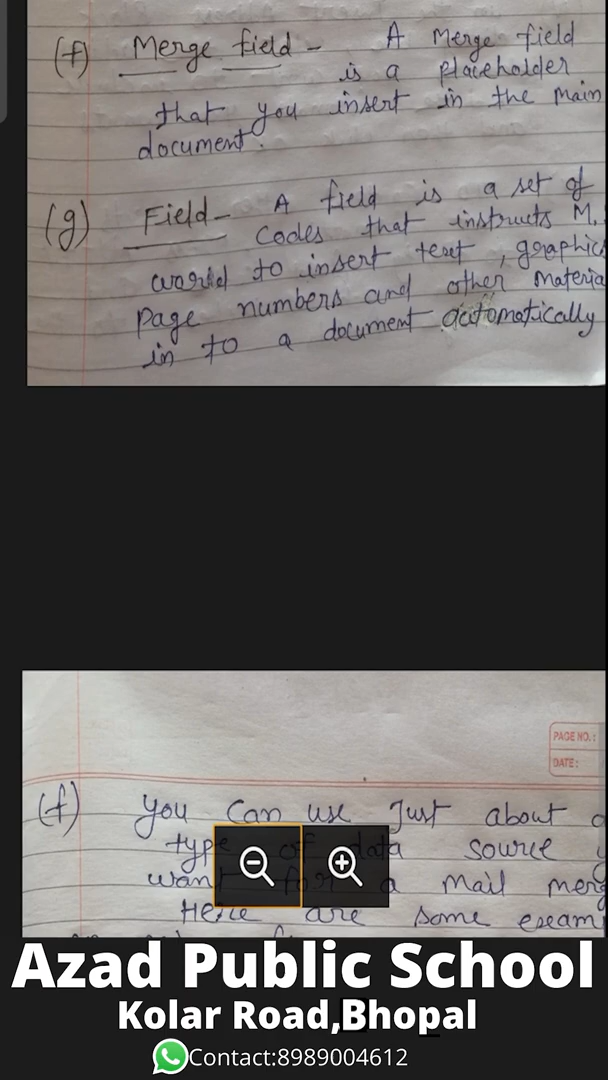 (f) Merge field - A Merge field
is a placeholder
that you insert in the main
document.
(g) Field - A field is a set of
codes that instructs M.
world to insert text, graphics
page numbers and other materia
in to a document automatically
PAGE NO.:
DATE:
(f) you can use Just about
type of data source
want for a mail merg
Here are some exam
Azad Public School
Kolar Road,Bhopal
Contact:8989004612